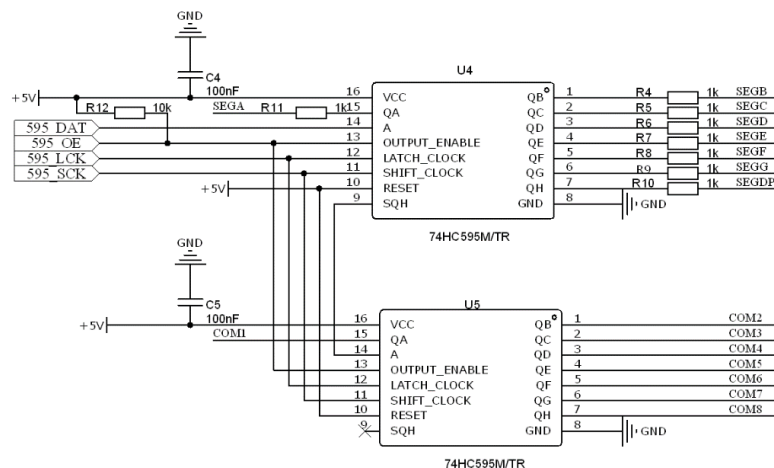 GND
C4
100nF
+5V
R12
10k
SEGA
R11
1k
595_DAT
595_OE
595_LCK
595_SCK
+5V
U4
16 VCC QB 1 R4 1k SEGB
15 QA QC 2 R5 1k SEGC
14 A QD 3 R6 1k SEGD
13 OUTPUT_ENABLE QE 4 R7 1k SEGE
12 LATCH_CLOCK QF 5 R8 1k SEGF
11 SHIFT_CLOCK QG 6 R9 1k SEGG
10 RESET QH 7 R10 1k SEGDP
9 SQH GND 8 GND
74HC595M/TR
GND
C5
100nF
+5V
COM1
U5
16 VCC QB 1 COM2
15 QA QC 2 COM3
14 A QD 3 COM4
13 OUTPUT_ENABLE QE 4 COM5
12 LATCH_CLOCK QF 5 COM6
11 SHIFT_CLOCK QG 6 COM7
10 RESET QH 7 COM8
9 SQH GND 8 GND
74HC595M/TR